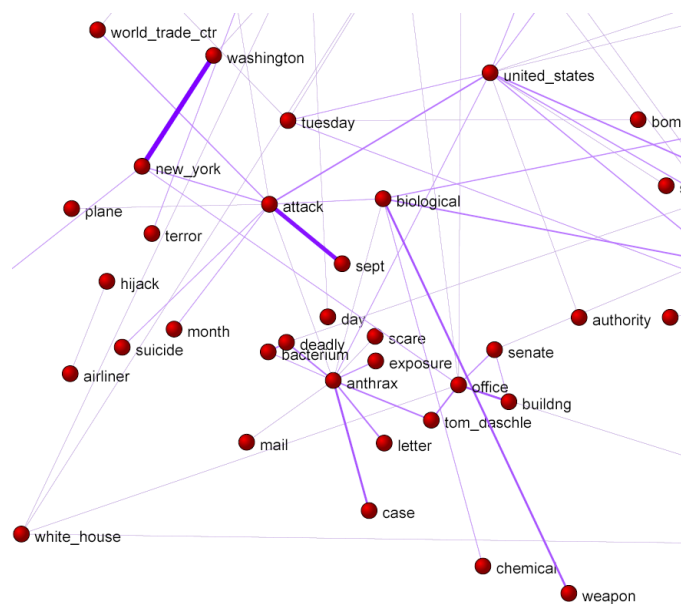 world_trade_ctr
washington
united_states
tuesday
bom
new_york
s
plane
attack
biological
terror
sept
hijack
day
authority
month
suicide
deadly
scare
bacterium
senate
exposure
airliner
anthrax
office
buildng
tom_daschle
mail
letter
case
white_house
chemical
weapon